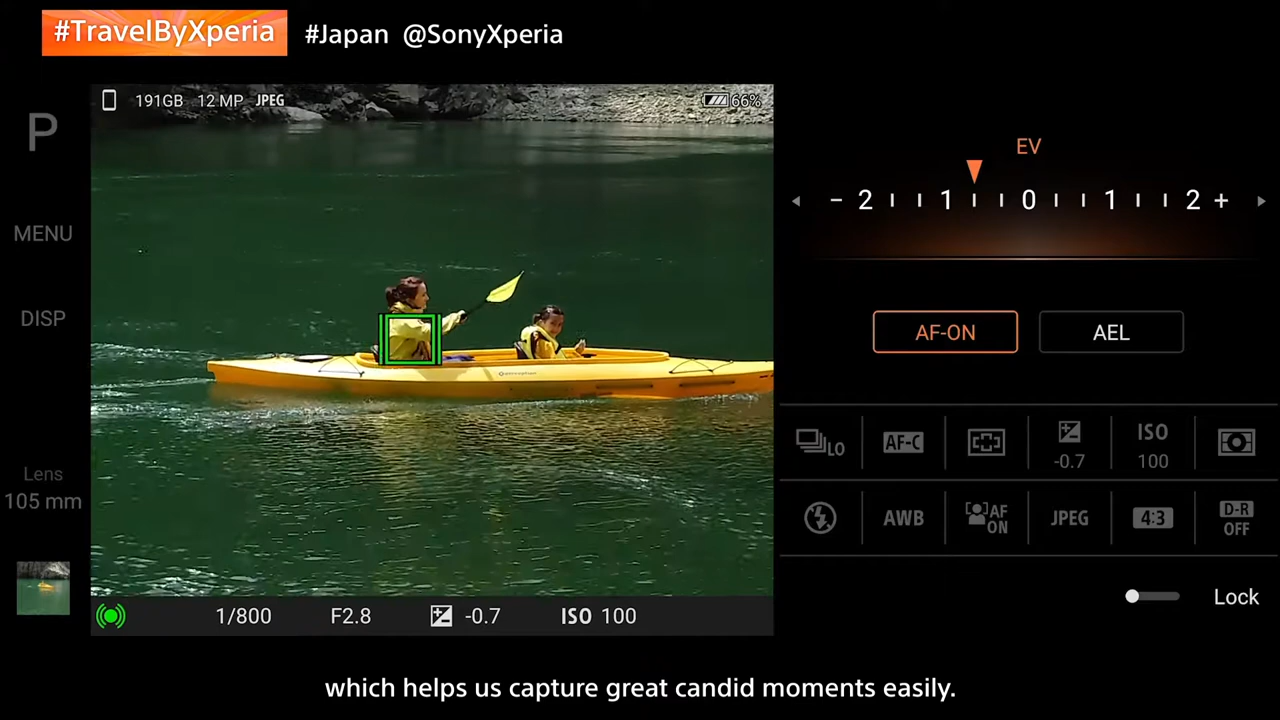 #TravelByXperia #Japan @SonyXperia
191GB 12 MP JPEG 66%
P
EV
− 2 1 0 1 2 +
MENU
DISP
AF-ON AEL
LO AF-C -0.7 ISO 100
Lens
105 mm
AWB AF ON JPEG 4:3 D-R OFF
1/800 F2.8 -0.7 ISO 100
Lock
which helps us capture great candid moments easily.